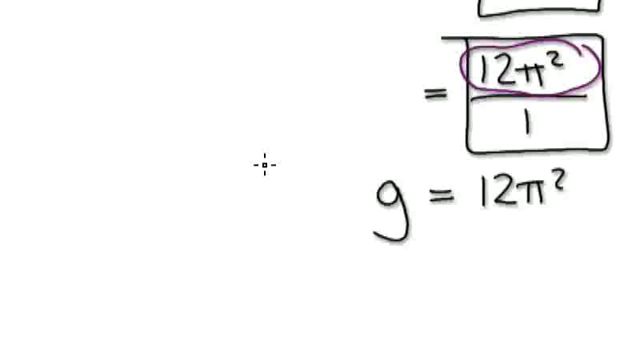 = 12π²
1
g = 12π²